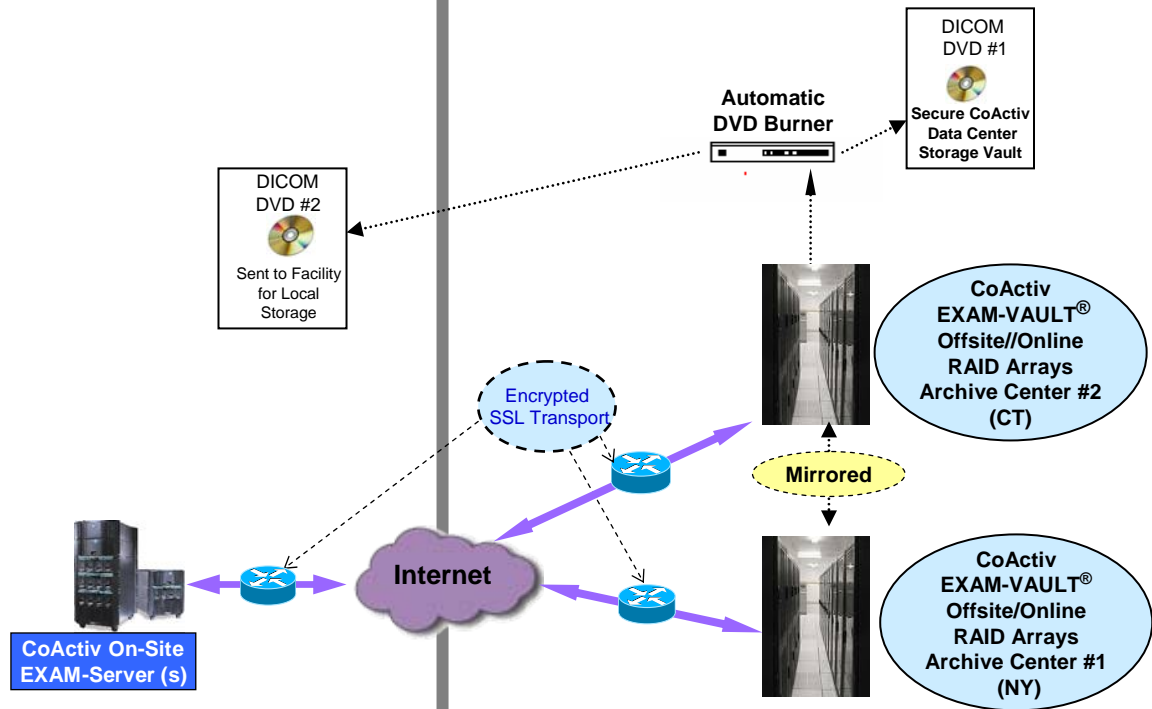 DICOM
DVD #1
Secure CoActiv
Data Center
Storage Vault
Automatic
DVD Burner
DICOM
DVD #2
Sent to Facility
for Local
Storage
CoActiv
EXAM-VAULT®
Offsite//Online
RAID Arrays
Archive Center #2
(CT)
Encrypted
SSL Transport
Mirrored
Internet
CoActiv On-Site
EXAM-Server (s)
CoActiv
EXAM-VAULT®
Offsite/Online
RAID Arrays
Archive Center #1
(NY)